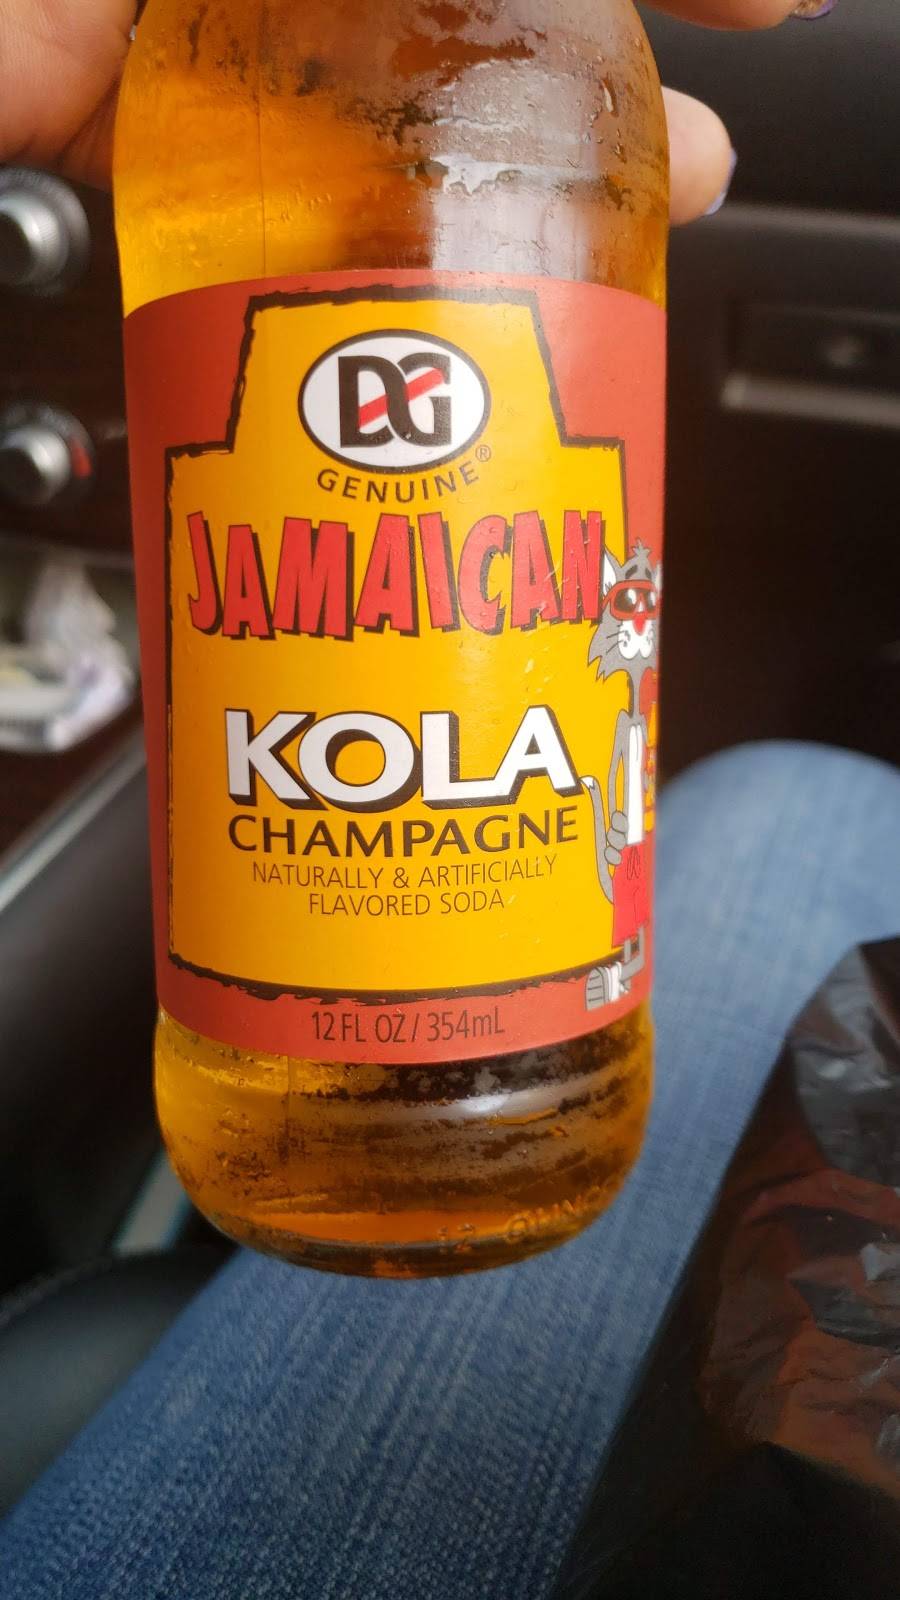 DG
GENUINE®
JAMAICAN
KOLA
CHAMPAGNE
NATURALLY & ARTIFICIALLY
FLAVORED SODA
12 FL OZ / 354mL